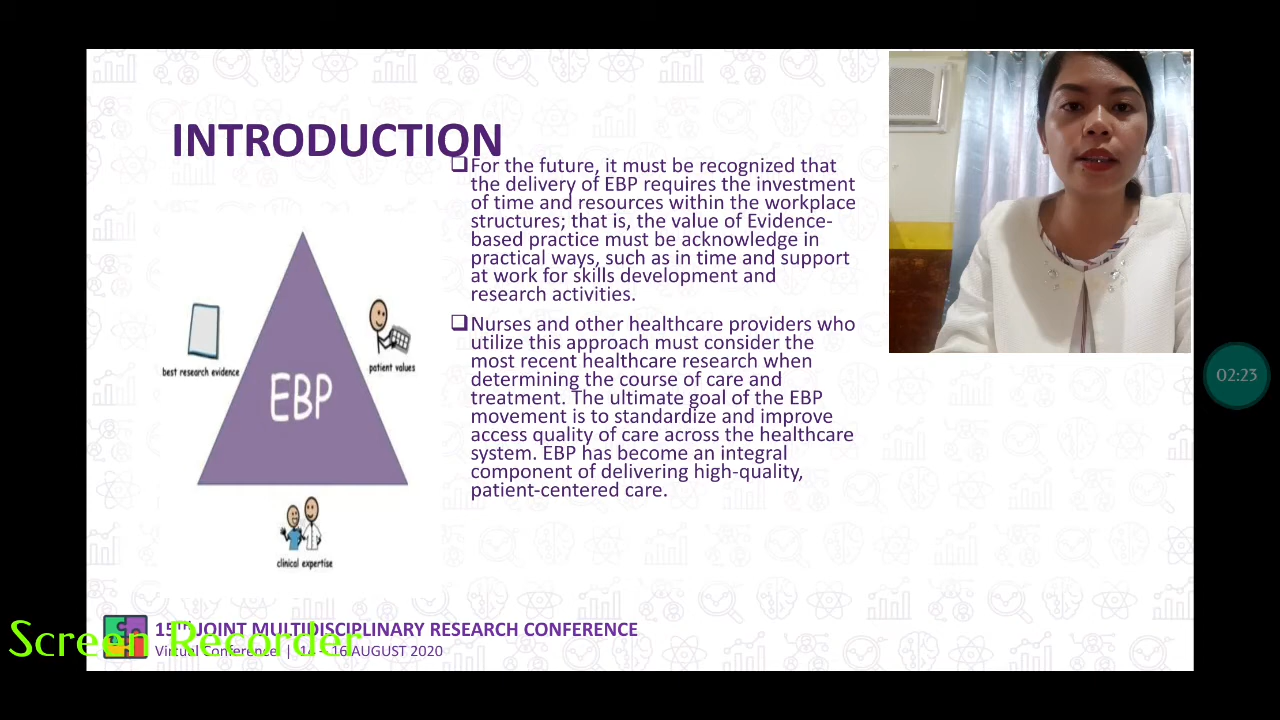 INTRODUCTION
❑For the future, it must be recognized that
the delivery of EBP requires the investment
of time and resources within the workplace
structures; that is, the value of Evidence-
based practice must be acknowledge in
practical ways, such as in time and support
at work for skills development and
research activities.
❑Nurses and other healthcare providers who
utilize this approach must consider the
most recent healthcare research when
determining the course of care and
treatment. The ultimate goal of the EBP
movement is to standardize and improve
access quality of care across the healthcare
system. EBP has become an integral
component of delivering high-quality,
patient-centered care.
best research evidence
patient values
EBP
clinical expertise
02:23
15TH JOINT MULTIDISCIPLINARY RESEARCH CONFERENCE
Virtual Conference | 14 - 16 AUGUST 2020
Screen Recorder